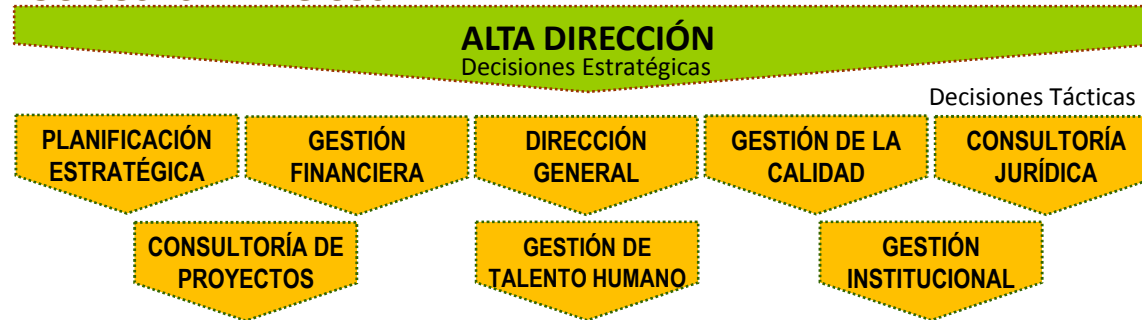 ALTA DIRECCIÓN
Decisiones Estratégicas
Decisiones Tácticas
PLANIFICACIÓN
ESTRATÉGICA
GESTIÓN
FINANCIERA
DIRECCIÓN
GENERAL
GESTIÓN DE LA
CALIDAD
CONSULTORÍA
JURÍDICA
CONSULTORÍA DE
PROYECTOS
GESTIÓN DE
TALENTO HUMANO
GESTIÓN
INSTITUCIONAL